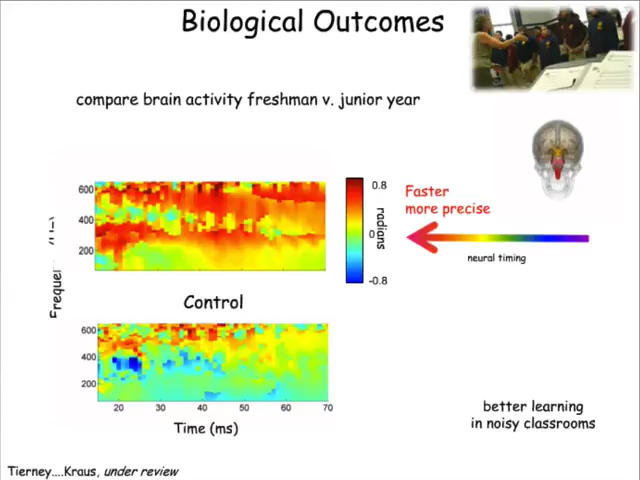 Biological Outcomes
compare brain activity freshman v. junior year
600
400
200
0.8
0
-0.8
radians
Faster
more precise
neural timing
Control
600
400
200
20 30 40 50 60 70
Time (ms)
better learning
in noisy classrooms
Tierney....Kraus, under review